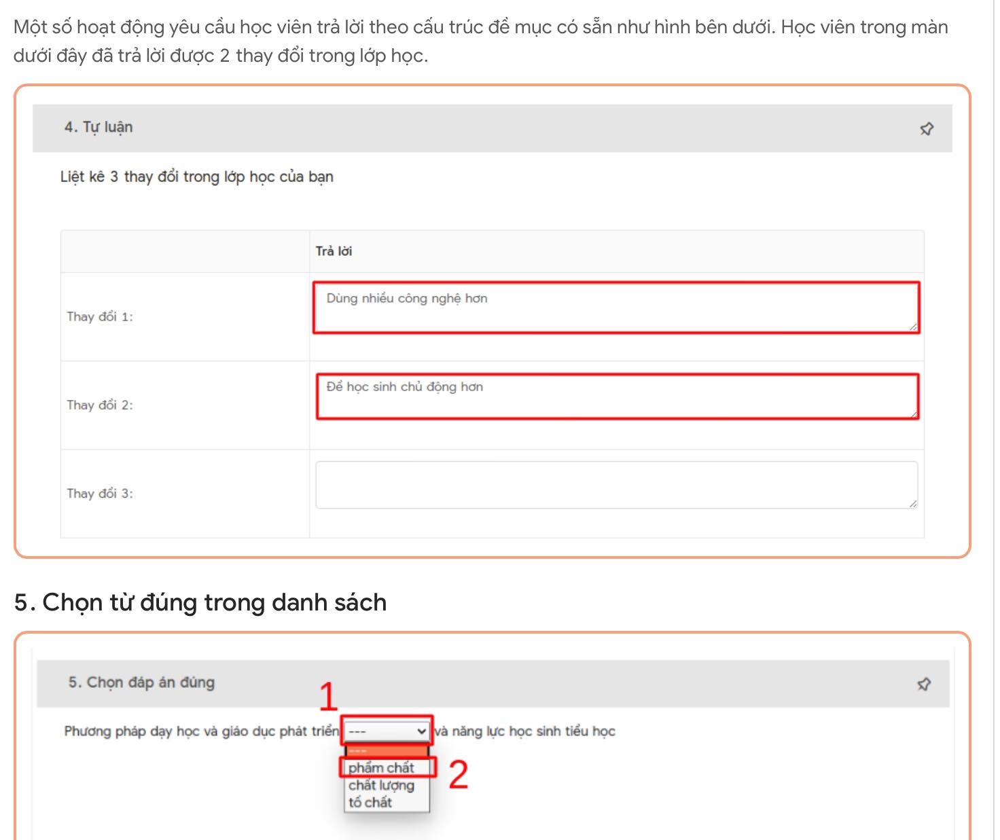 Một số hoạt động yêu cầu học viên trả lời theo cấu trúc đề mục có sẵn như hình bên dưới. Học viên trong màn
dưới đây đã trả lời được 2 thay đổi trong lớp học.
4. Tự luận
Liệt kê 3 thay đổi trong lớp học của bạn
Trả lời
Thay đổi 1:
Dùng nhiều công nghệ hơn
Thay đổi 2:
Để học sinh chủ động hơn
Thay đổi 3:
5. Chọn từ đúng trong danh sách
5. Chọn đáp án đúng
1
Phương pháp dạy học và giáo dục phát triển --- và năng lực học sinh tiểu học
---
phẩm chất
2
chất lượng
tố chất